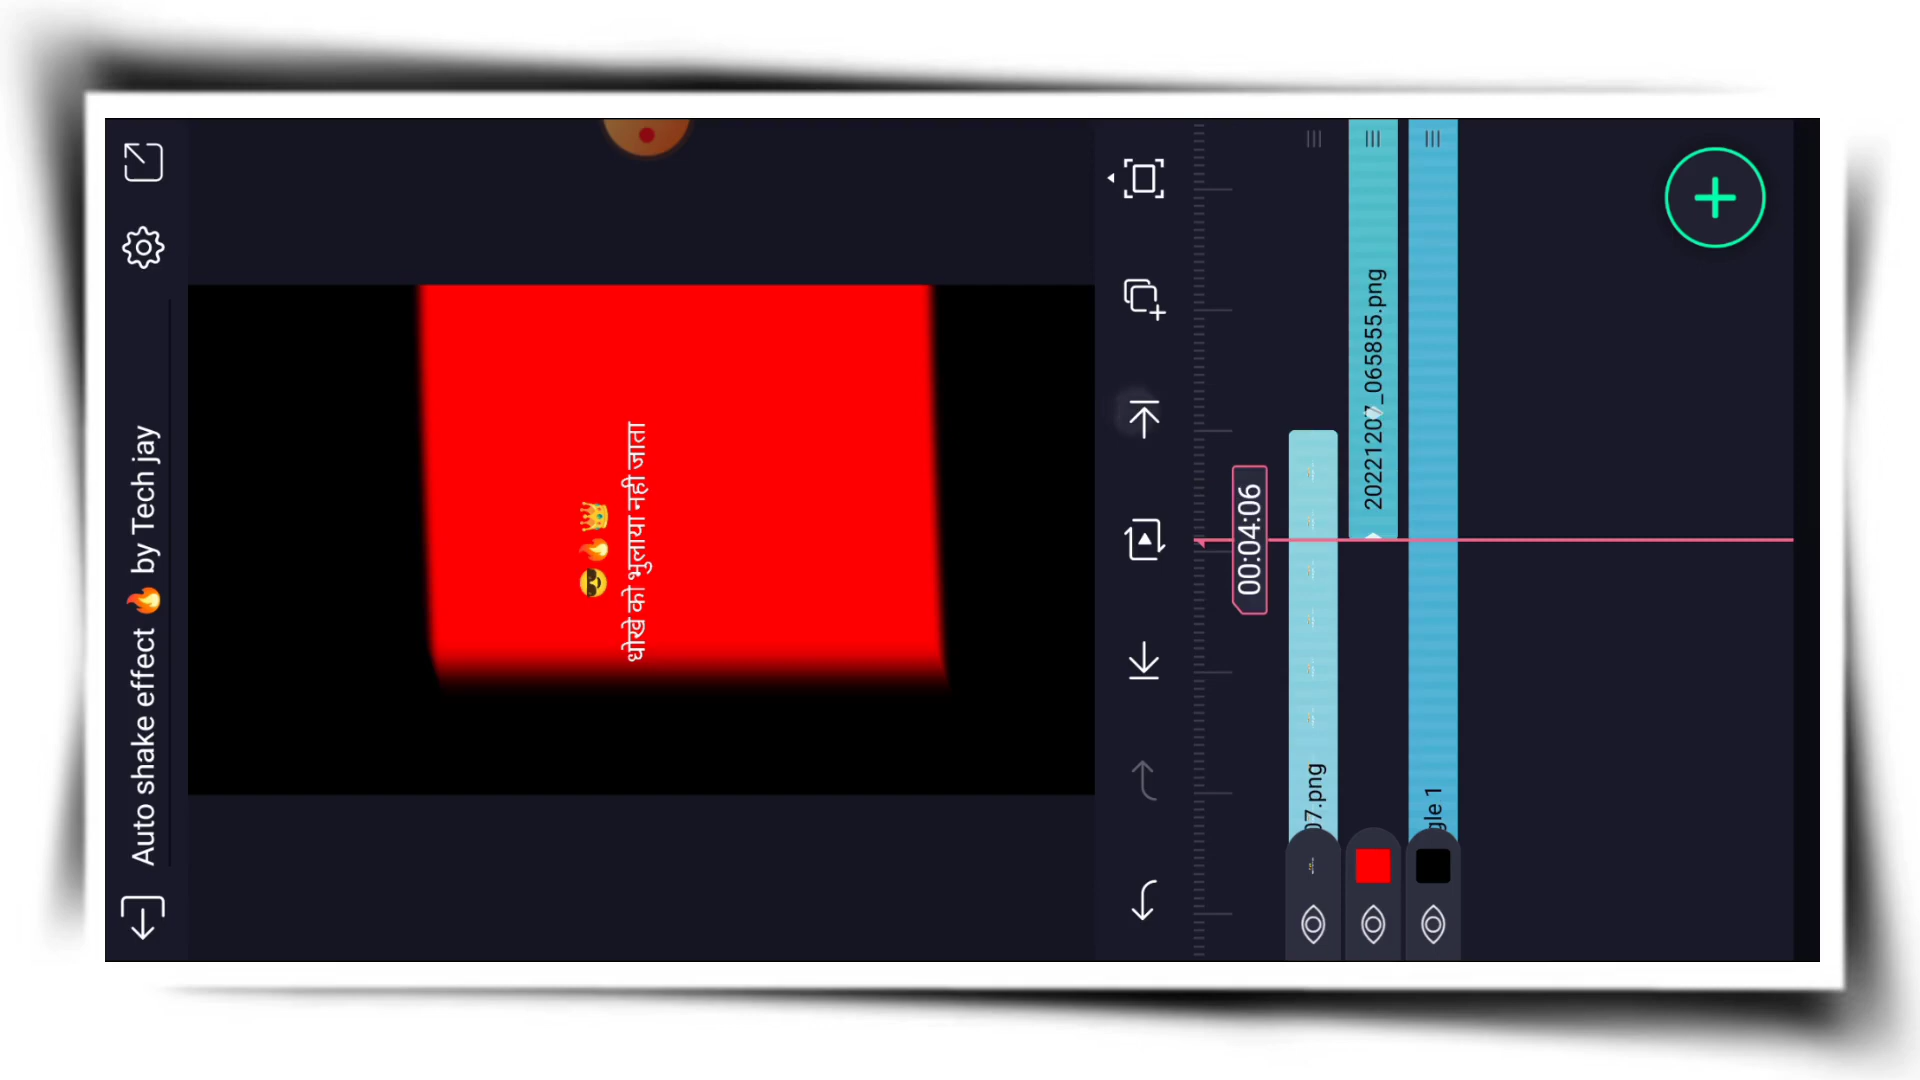 Auto shake effect 🔥 by Tech jay
😎🔥👑
धोखे को भुलाया नही जाता
00:04:06
07.png
20221207_065855.png
gle 1